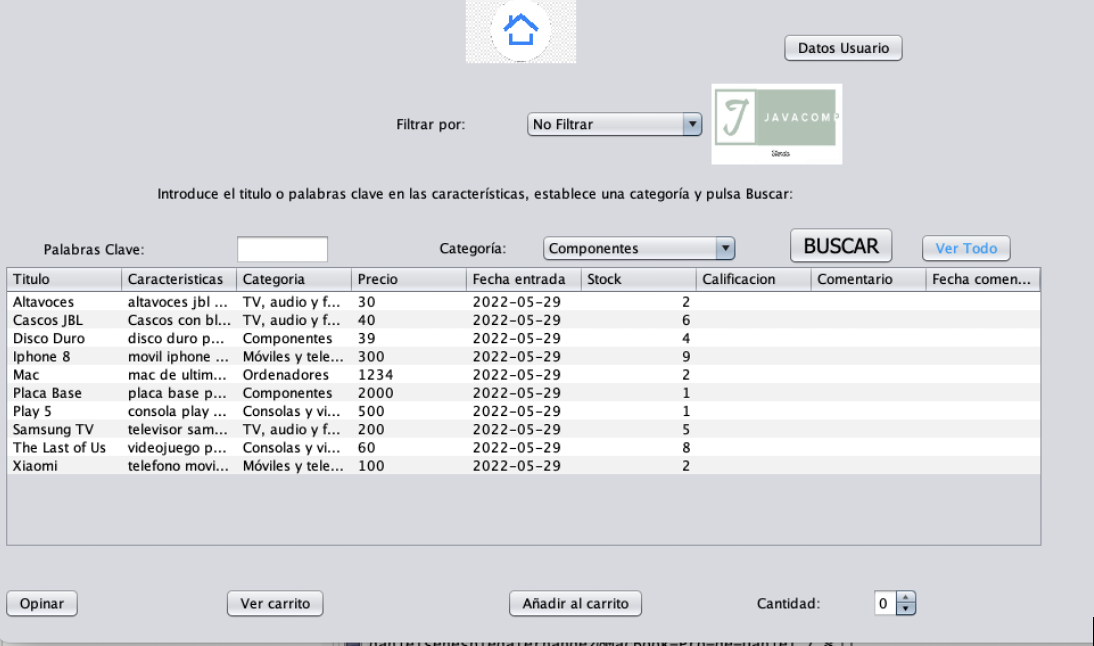 Datos Usuario
Filtrar por: No Filtrar
J JAVACOMP
Introduce el titulo o palabras clave en las características, establece una categoría y pulsa Buscar:
Palabras Clave: Categoría: Componentes BUSCAR Ver Todo
Titulo Caracteristicas Categoria Precio Fecha entrada Stock Calificacion Comentario Fecha comen...
Altavoces altavoces jbl ... TV, audio y f... 30 2022-05-29 2
Cascos JBL Cascos con bl... TV, audio y f... 40 2022-05-29 6
Disco Duro disco duro p... Componentes 39 2022-05-29 4
Iphone 8 movil iphone ... Móviles y tele... 300 2022-05-29 9
Mac mac de ultim... Ordenadores 1234 2022-05-29 2
Placa Base placa base p... Componentes 2000 2022-05-29 1
Play 5 consola play ... Consolas y vi... 500 2022-05-29 1
Samsung TV televisor sam... TV, audio y f... 200 2022-05-29 5
The Last of Us videojuego p... Consolas y vi... 60 2022-05-29 8
Xiaomi telefono movi... Móviles y tele... 100 2022-05-29 2
Opinar Ver carrito Añadir al carrito Cantidad: 0